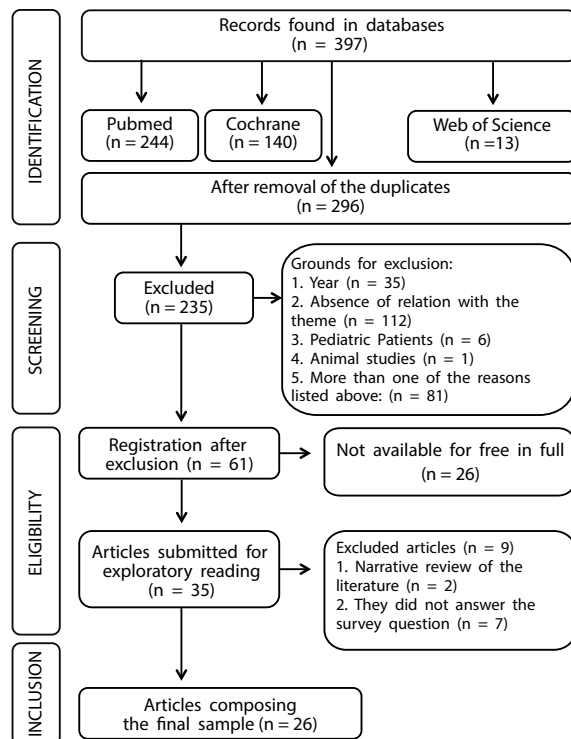 IDENTIFICATION
Records found in databases
(n = 397)
Pubmed
(n = 244)
Cochrane
(n = 140)
Web of Science
(n =13)
After removal of the duplicates
(n = 296)
SCREENING
Excluded
(n = 235)
Grounds for exclusion:
1. Year (n = 35)
2. Absence of relation with the
theme (n = 112)
3. Pediatric Patients (n = 6)
4. Animal studies (n = 1)
5. More than one of the reasons
listed above: (n = 81)
ELIGIBILITY
Registration after
exclusion (n = 61)
Not available for free in full
(n = 26)
Articles submitted for
exploratory reading
(n = 35)
Excluded articles (n = 9)
1. Narrative review of the
literature (n = 2)
2. They did not answer the
survey question (n = 7)
INCLUSION
Articles composing
the final sample (n = 26)